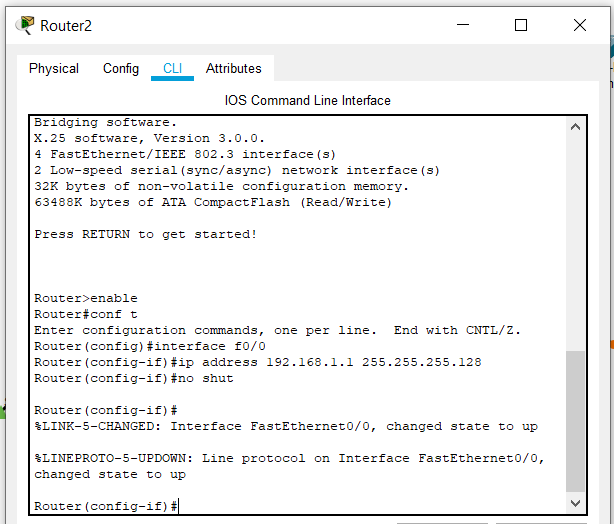 Router2
Physical Config CLI Attributes
IOS Command Line Interface
Bridging software.
X.25 software, Version 3.0.0.
4 FastEthernet/IEEE 802.3 interface(s)
2 Low-speed serial(sync/async) network interface(s)
32K bytes of non-volatile configuration memory.
63488K bytes of ATA CompactFlash (Read/Write)
Press RETURN to get started!
Router>enable
Router#conf t
Enter configuration commands, one per line.  End with CNTL/Z.
Router(config)#interface f0/0
Router(config-if)#ip address 192.168.1.1 255.255.255.128
Router(config-if)#no shut
Router(config-if)#
%LINK-5-CHANGED: Interface FastEthernet0/0, changed state to up
%LINEPROTO-5-UPDOWN: Line protocol on Interface FastEthernet0/0,
changed state to up
Router(config-if)#